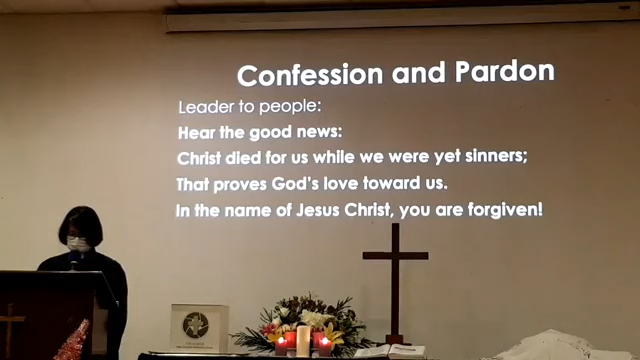 Confession and Pardon
Leader to people:
Hear the good news:
Christ died for us while we were yet sinners;
That proves God's love toward us.
In the name of Jesus Christ, you are forgiven!